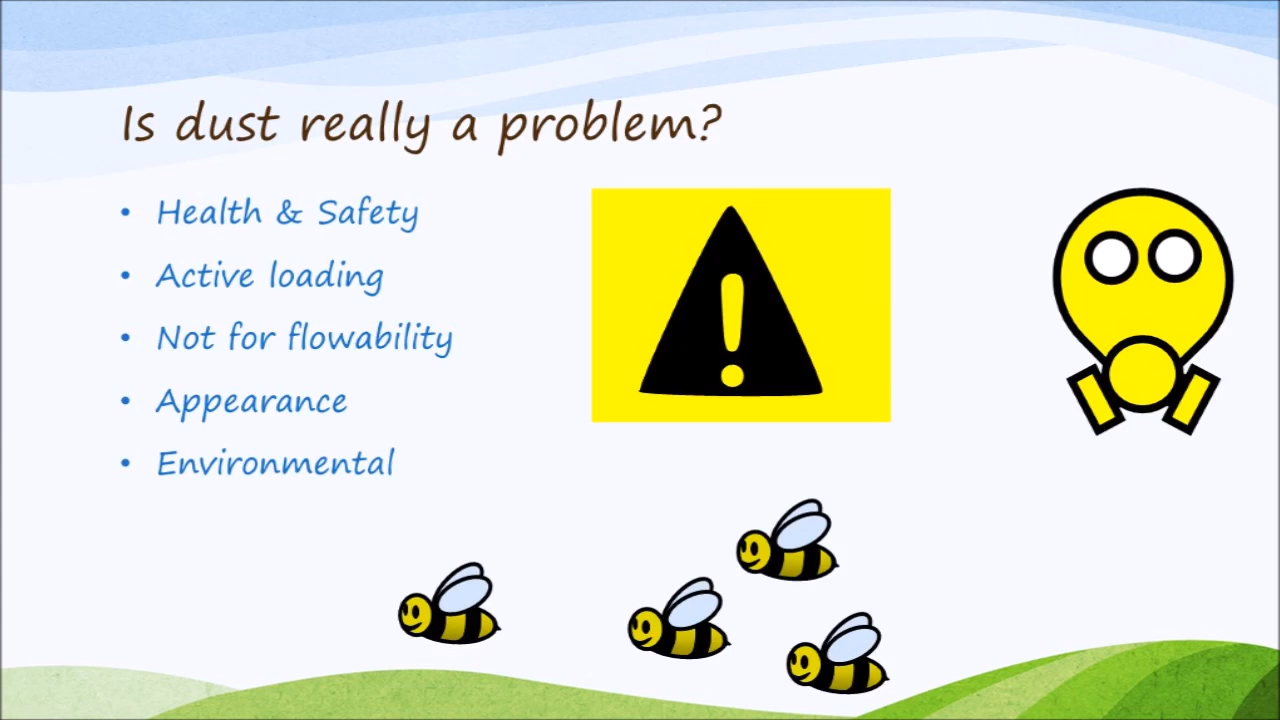 Is dust really a problem?
• Health & Safety
• Active loading
• Not for flowability
• Appearance
• Environmental
!